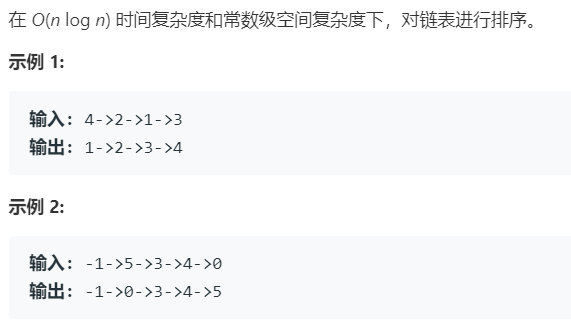 在 O(n log n) 时间复杂度和常数级空间复杂度下，对链表进行排序。
示例 1:
输入: 4->2->1->3
输出: 1->2->3->4
示例 2:
输入: -1->5->3->4->0
输出: -1->0->3->4->5